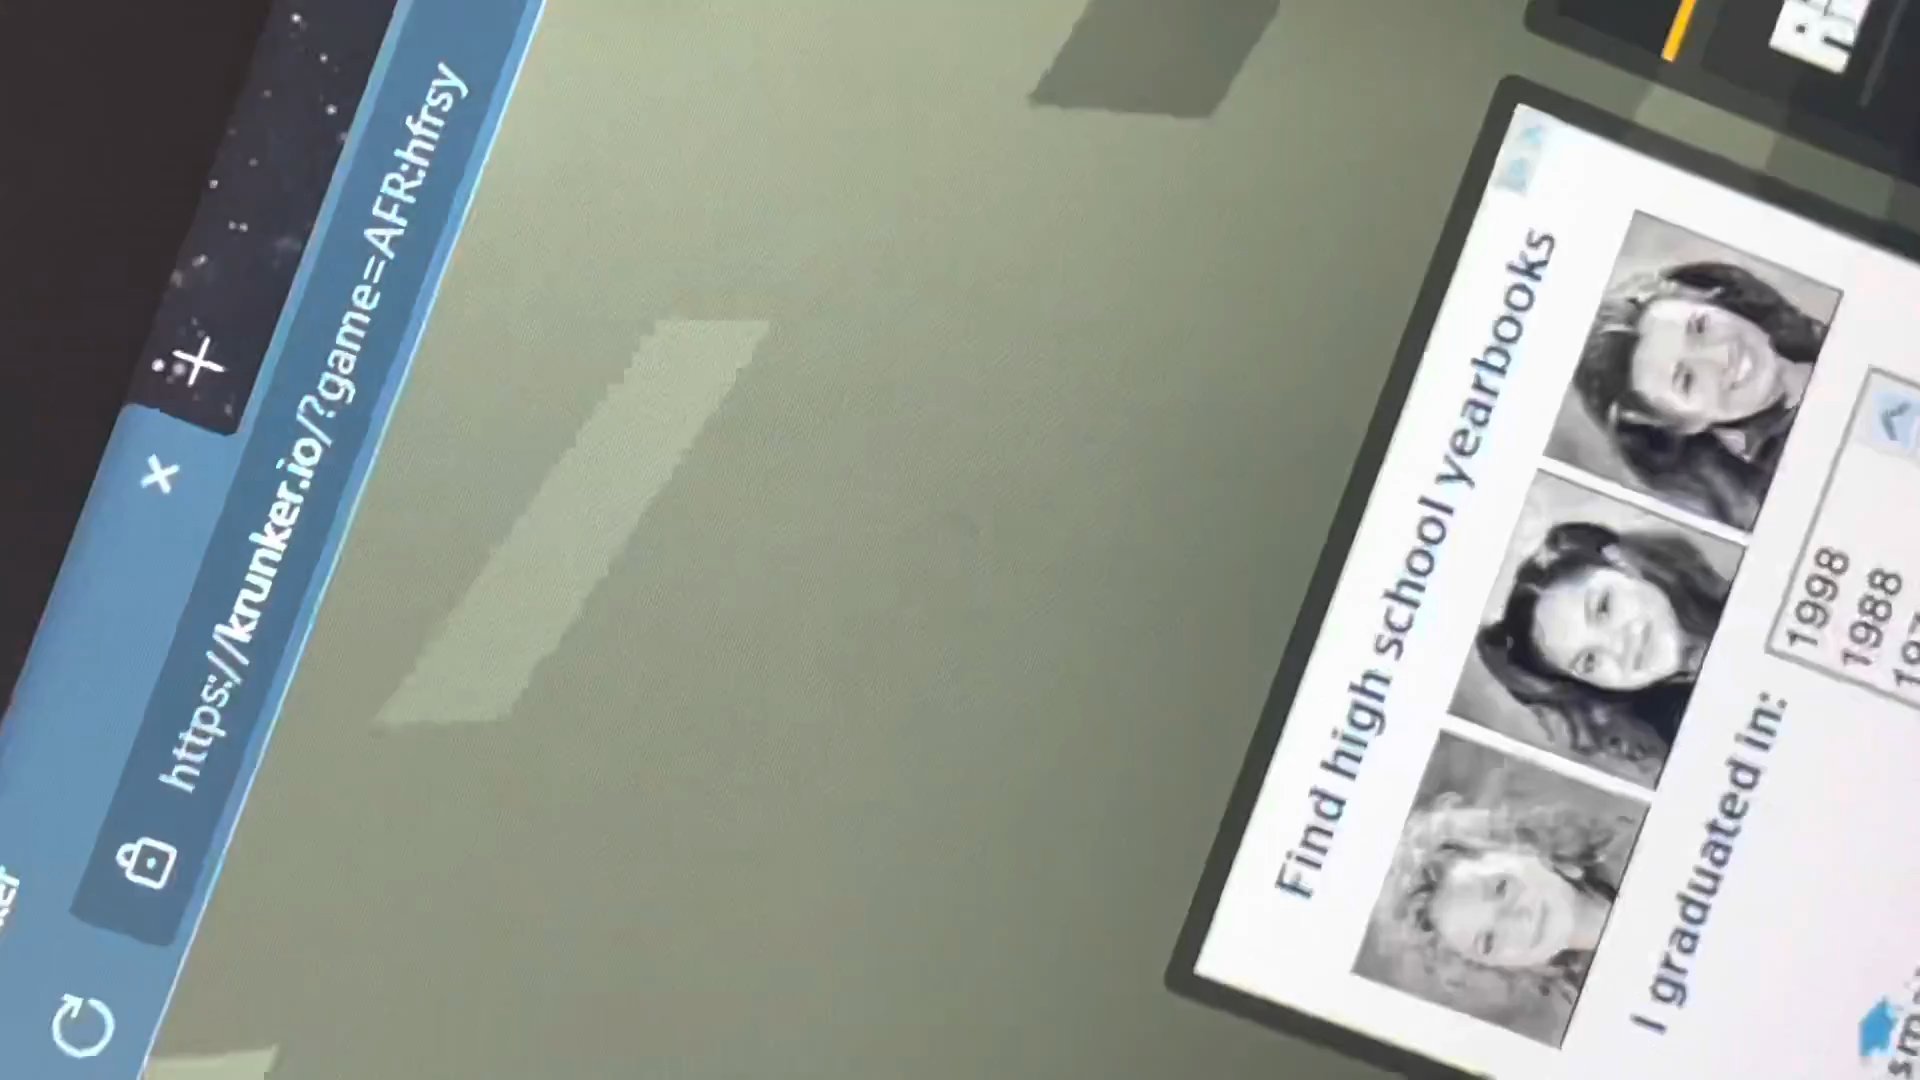 https://krunker.io/?game=AFR:hfrsy
Find high school yearbooks
I graduated in:
1998
1988